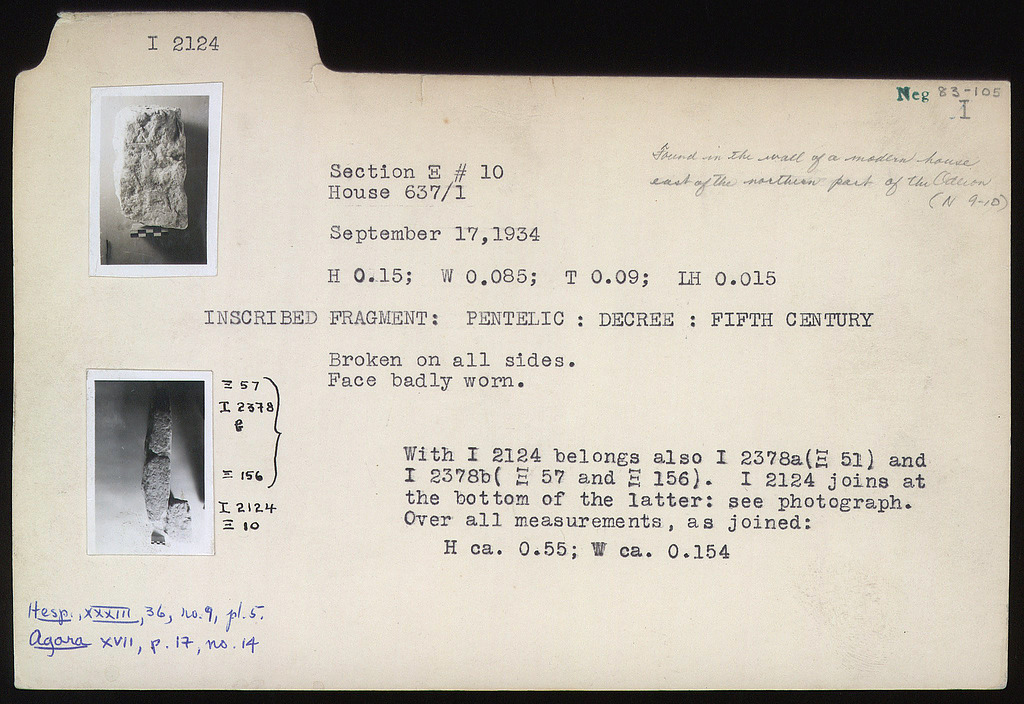 I 2124
Neg 83-105
I
Found in the wall of a modern house
east of the northern part of the Odeion
(N 9-10)
Section Ξ # 10
House 637/1
September 17,1934
H 0.15; W 0.085; T 0.09; LH 0.015
INSCRIBED FRAGMENT: PENTELIC : DECREE : FIFTH CENTURY
Broken on all sides.
Face badly worn.
Ξ 57
I 2378
b
Ξ 156
I 2124
Ξ 10
With I 2124 belongs also I 2378a(Ξ 51) and
I 2378b( Ξ 57 and Ξ 156). I 2124 joins at
the bottom of the latter: see photograph.
Over all measurements, as joined:
H ca. 0.55; W ca. 0.154
Hesp., XXXIII, 36, no. 9, pl. 5.
Agora XVII, p. 17, no. 14